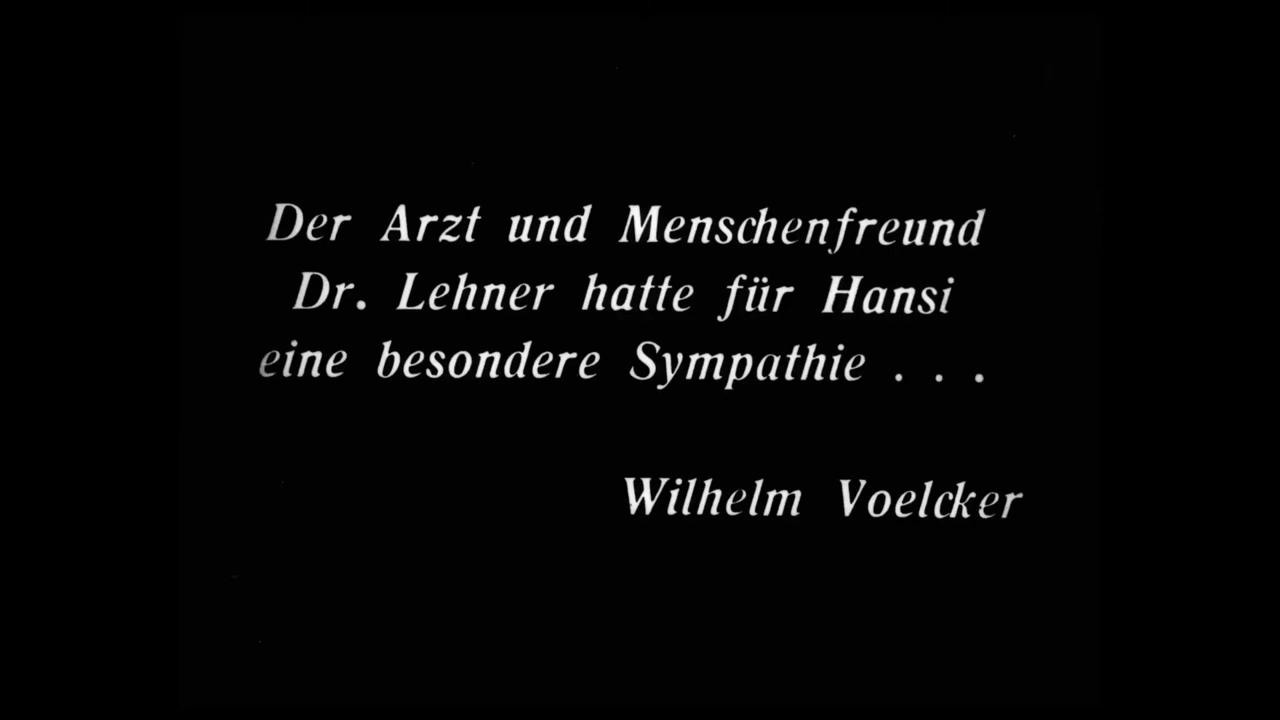 Der Arzt und Menschenfreund
Dr. Lehner hatte für Hansi
eine besondere Sympathie . . .
Wilhelm Voelcker